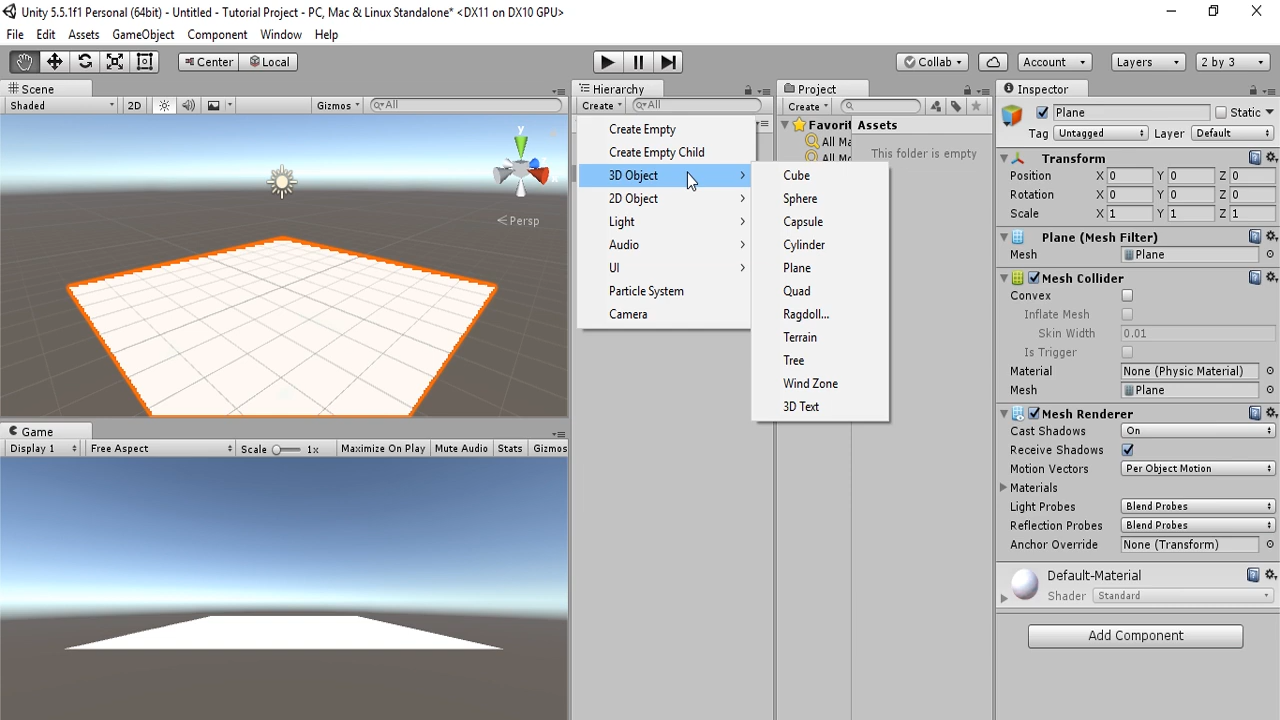 Unity 5.5.1f1 Personal (64bit) - Untitled - Tutorial Project - PC, Mac & Linux Standalone* <DX11 on DX10 GPU>
File Edit Assets GameObject Component Window Help
Center Local Collab Account Layers 2 by 3
Scene
Shaded 2D Gizmos All
y
Persp
Game
Display 1 Free Aspect Scale 1x Maximize On Play Mute Audio Stats Gizmos
Hierarchy
Create All
Create Empty
Create Empty Child
3D Object
2D Object
Light
Audio
UI
Particle System
Camera
Cube
Sphere
Capsule
Cylinder
Plane
Quad
Ragdoll...
Terrain
Tree
Wind Zone
3D Text
Project
Create
Favorit
All Ma
All Mo
Assets
This folder is empty
Inspector
Plane Static
Tag Untagged Layer Default
Transform
Position X 0 Y 0 Z 0
Rotation X 0 Y 0 Z 0
Scale X 1 Y 1 Z 1
Plane (Mesh Filter)
Mesh Plane
Mesh Collider
Convex
Inflate Mesh
Skin Width 0.01
Is Trigger
Material None (Physic Material)
Mesh Plane
Mesh Renderer
Cast Shadows On
Receive Shadows
Motion Vectors Per Object Motion
Materials
Light Probes Blend Probes
Reflection Probes Blend Probes
Anchor Override None (Transform)
Default-Material
Shader Standard
Add Component